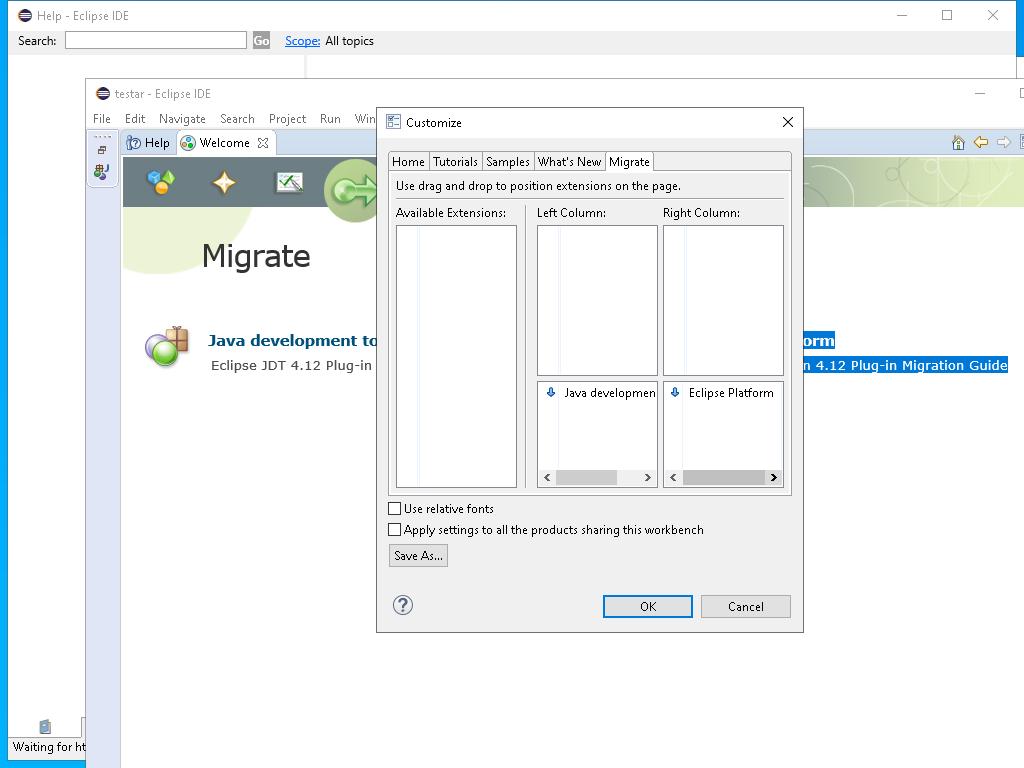 Help - Eclipse IDE
Search:
Go
Scope: All topics
testar - Eclipse IDE
File Edit Navigate Search Project Run Win
Customize
Help
Welcome
Home Tutorials Samples What's New Migrate
Use drag and drop to position extensions on the page.
Available Extensions: Left Column: Right Column:
Migrate
Java development to
orm
Eclipse JDT 4.12 Plug-in
n 4.12 Plug-in Migration Guide
Java developmen
Eclipse Platform
Use relative fonts
Apply settings to all the products sharing this workbench
Save As...
?
OK
Cancel
Waiting for ht